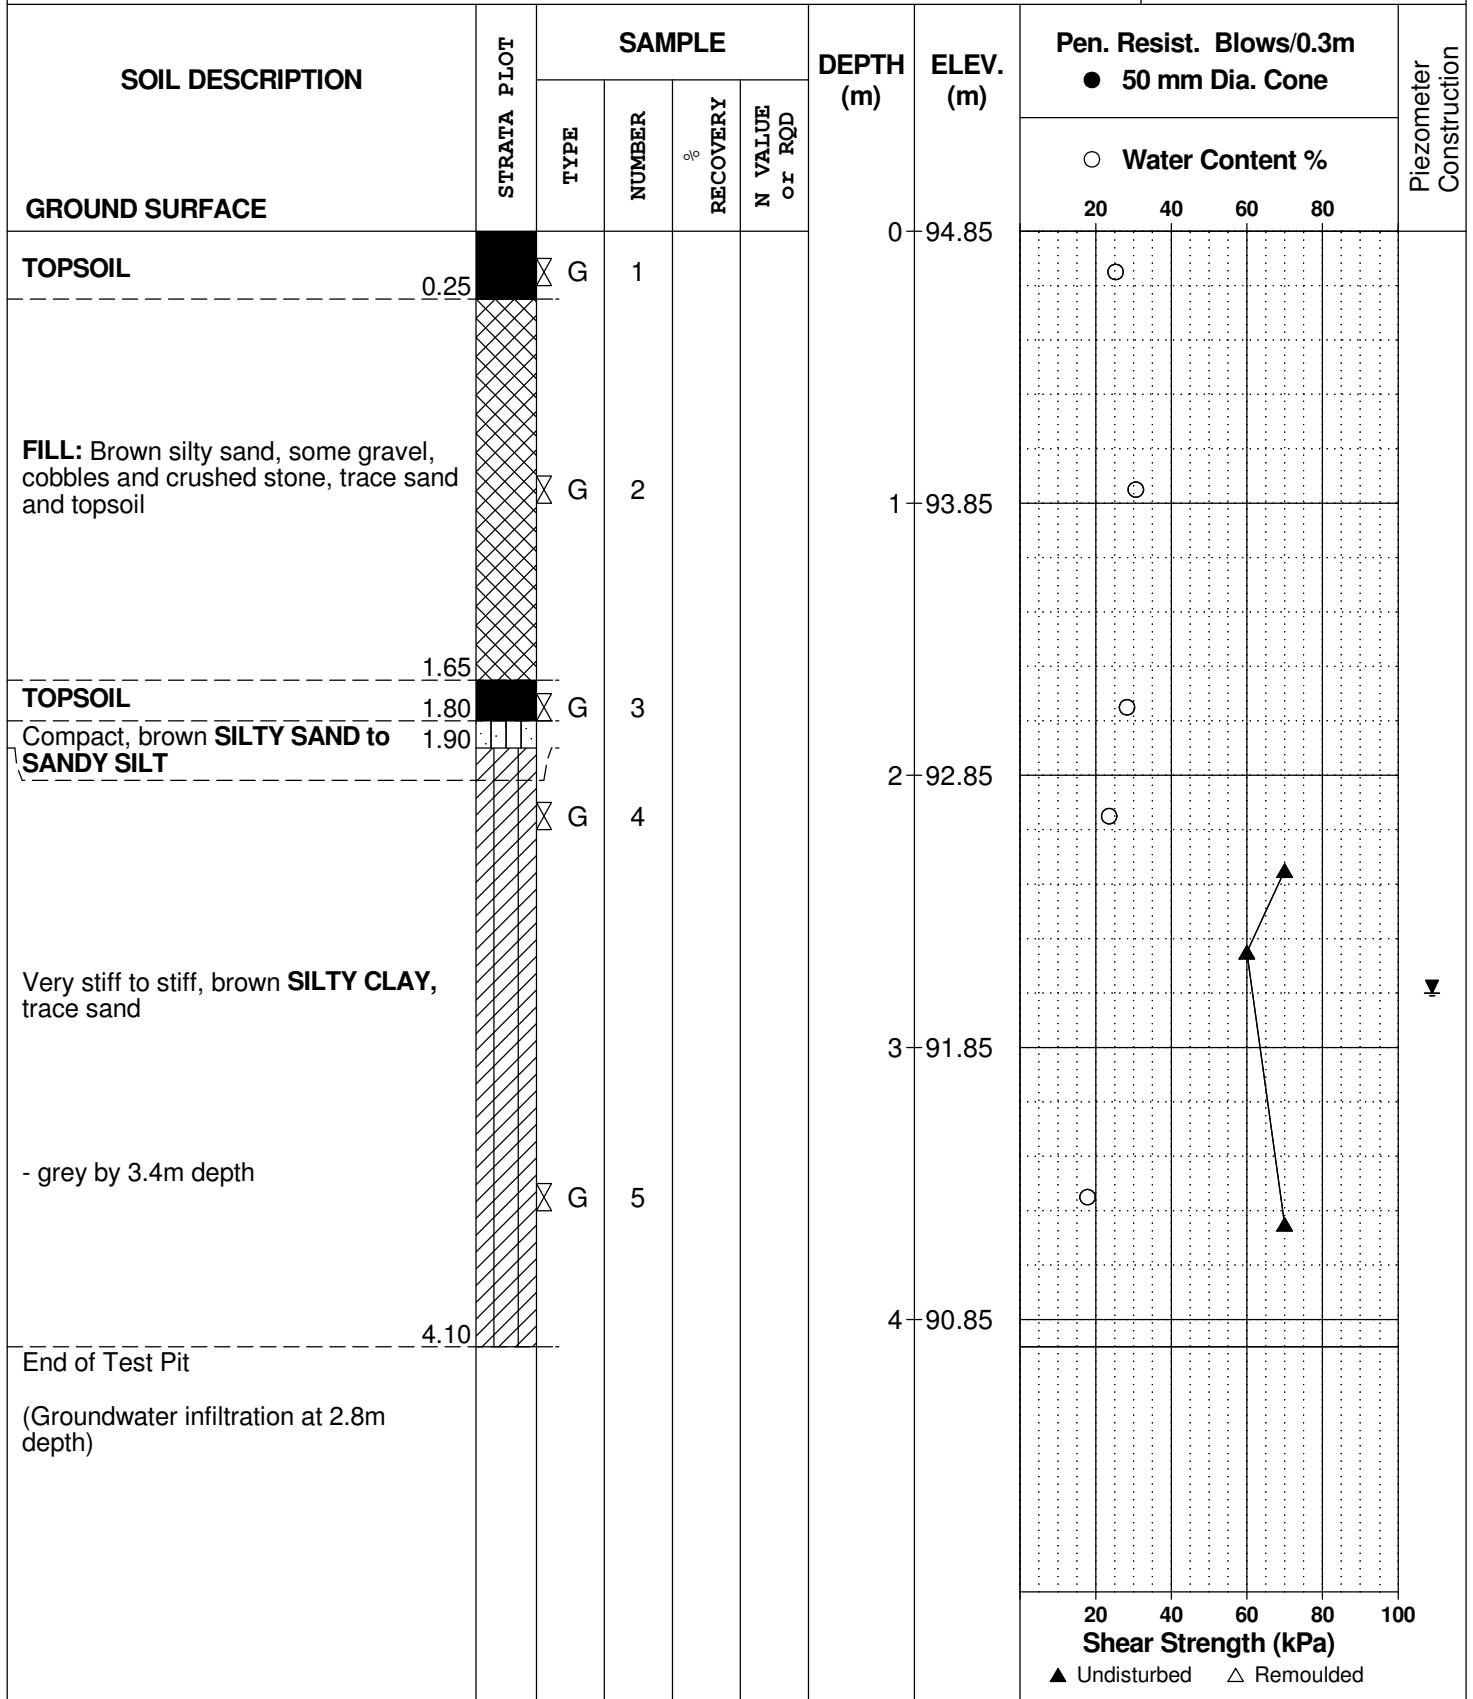 SOIL DESCRIPTION
GROUND SURFACE
STRATA PLOT
SAMPLE
TYPE
NUMBER
%
RECOVERY
N VALUE
or RQD
DEPTH
(m)
ELEV.
(m)
Pen. Resist. Blows/0.3m
● 50 mm Dia. Cone
○ Water Content %
20 40 60 80
Piezometer
Construction
0 94.85
TOPSOIL
0.25
G 1
FILL: Brown silty sand, some gravel,
cobbles and crushed stone, trace sand
and topsoil
G 2
1 93.85
1.65
TOPSOIL
1.80
G 3
Compact, brown SILTY SAND to
1.90
SANDY SILT
2 92.85
G 4
Very stiff to stiff, brown SILTY CLAY,
trace sand
3 91.85
- grey by 3.4m depth
G 5
4 90.85
4.10
End of Test Pit
(Groundwater infiltration at 2.8m
depth)
20 40 60 80 100
Shear Strength (kPa)
▲ Undisturbed △ Remoulded